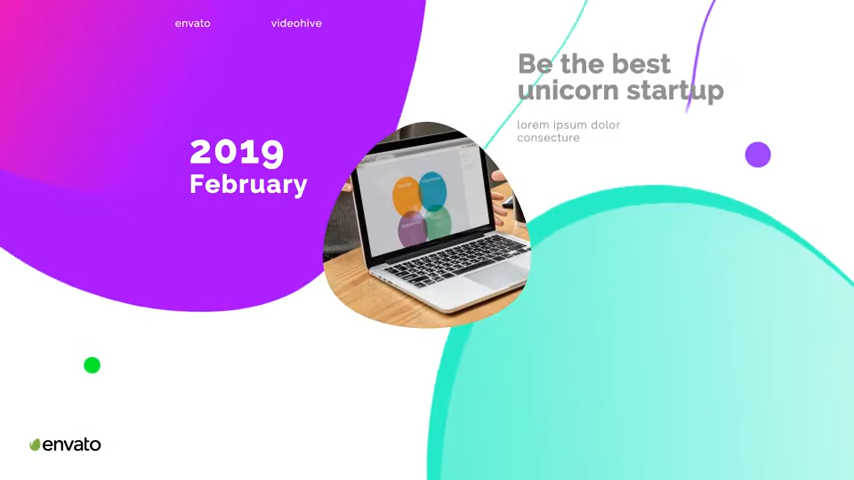 envato
videohive
Be the best
unicorn startup
lorem ipsum dolor
consecture
2019
February
envato